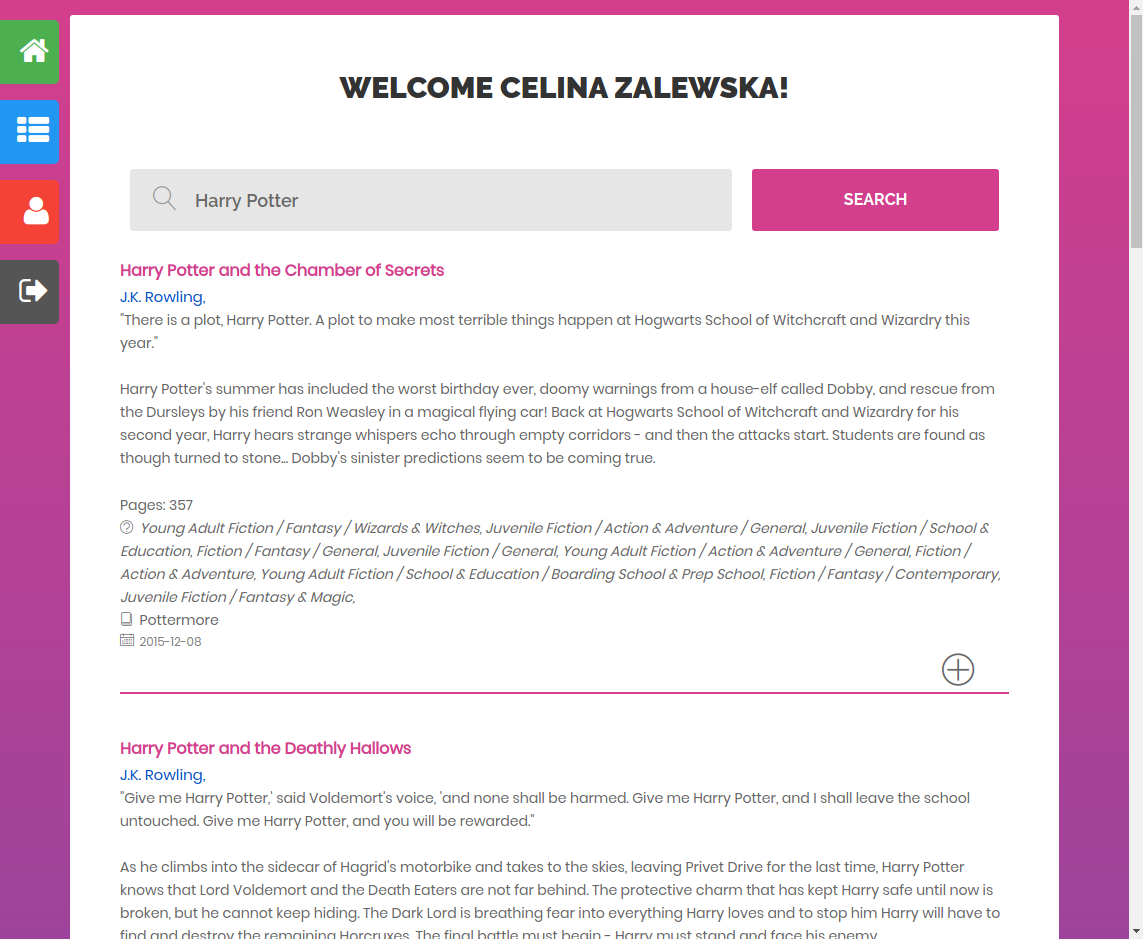 WELCOME CELINA ZALEWSKA!
Harry Potter
SEARCH
Harry Potter and the Chamber of Secrets
J.K. Rowling,
"There is a plot, Harry Potter. A plot to make most terrible things happen at Hogwarts School of Witchcraft and Wizardry this
year."
Harry Potter's summer has included the worst birthday ever, doomy warnings from a house-elf called Dobby, and rescue from
the Dursleys by his friend Ron Weasley in a magical flying car! Back at Hogwarts School of Witchcraft and Wizardry for his
second year, Harry hears strange whispers echo through empty corridors - and then the attacks start. Students are found as
though turned to stone... Dobby's sinister predictions seem to be coming true.
Pages: 357
Young Adult Fiction / Fantasy / Wizards & Witches, Juvenile Fiction / Action & Adventure / General, Juvenile Fiction / School &
Education, Fiction / Fantasy / General, Juvenile Fiction / General, Young Adult Fiction / Action & Adventure / General, Fiction /
Action & Adventure, Young Adult Fiction / School & Education / Boarding School & Prep School, Fiction / Fantasy / Contemporary,
Juvenile Fiction / Fantasy & Magic,
Pottermore
2015-12-08
Harry Potter and the Deathly Hallows
J.K. Rowling,
"Give me Harry Potter,' said Voldemort's voice, 'and none shall be harmed. Give me Harry Potter, and I shall leave the school
untouched. Give me Harry Potter, and you will be rewarded."
As he climbs into the sidecar of Hagrid's motorbike and takes to the skies, leaving Privet Drive for the last time, Harry Potter
knows that Lord Voldemort and the Death Eaters are not far behind. The protective charm that has kept Harry safe until now is
broken, but he cannot keep hiding. The Dark Lord is breathing fear into everything Harry loves and to stop him Harry will have to
find and destroy the remaining Horcruxes. The final battle must begin - Harry must stand and face his enemy